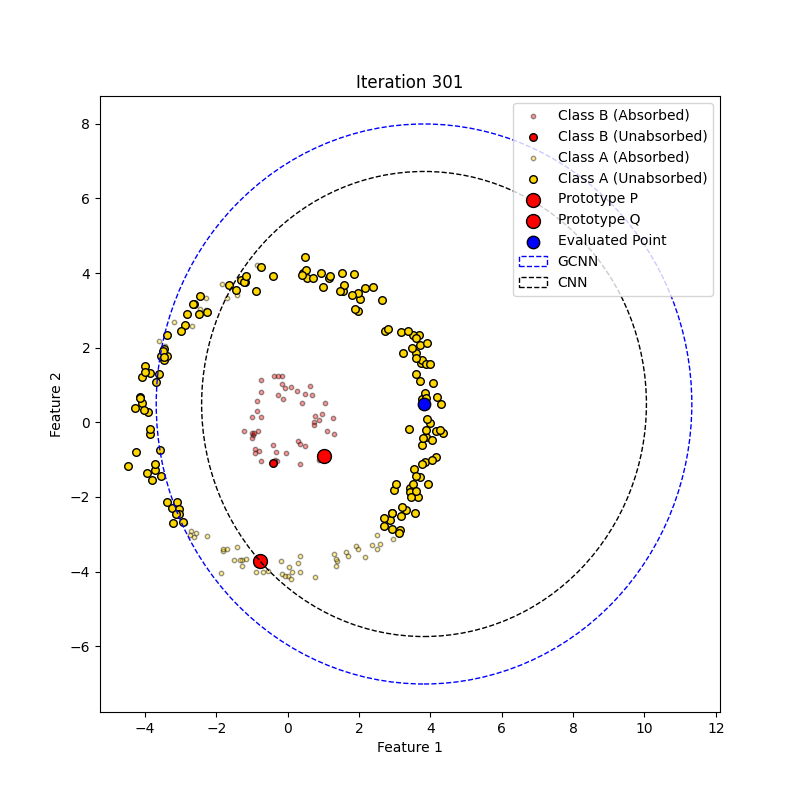 Iteration 301
Class B (Absorbed)
Class B (Unabsorbed)
Class A (Absorbed)
Class A (Unabsorbed)
Prototype P
Prototype Q
Evaluated Point
GCNN
CNN
8
6
4
2
0
−2
−4
−6
Feature 2
−4 −2 0 2 4 6 8 10 12
Feature 1